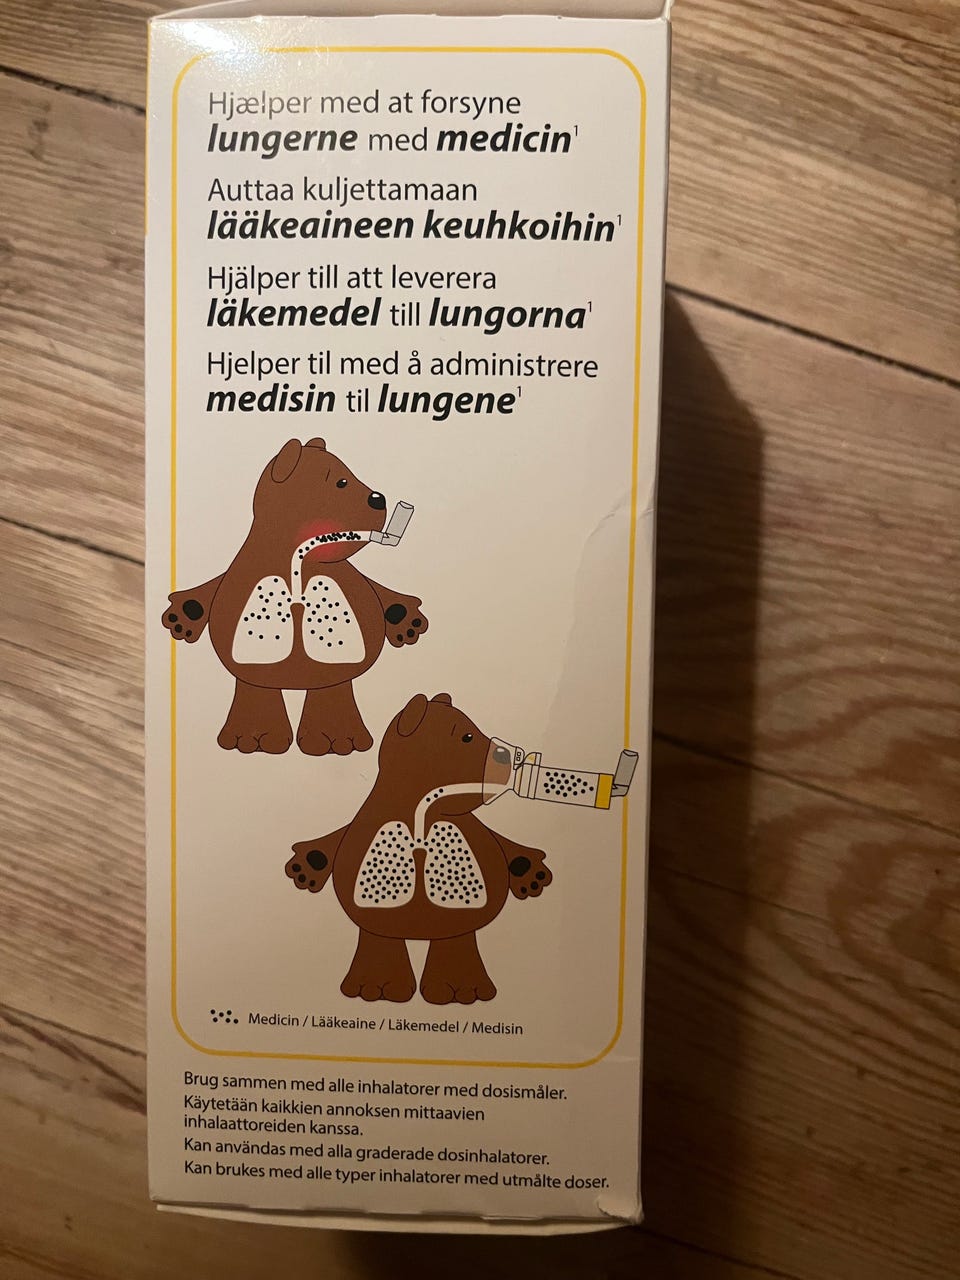 Hjælper med at forsyne
lungerne med medicin¹
Auttaa kuljettamaan
lääkeaineen keuhkoihin¹
Hjälper till att leverera
läkemedel till lungorna¹
Hjelper til med å administrere
medisin til lungene¹
Medicin / Lääkeaine / Läkemedel / Medisin
Brug sammen med alle inhalatorer med dosismåler.
Käytetään kaikkien annoksen mittaavien
inhalaattoreiden kanssa.
Kan användas med alla graderade dosinhalatorer.
Kan brukes med alle typer inhalatorer med utmålte doser.